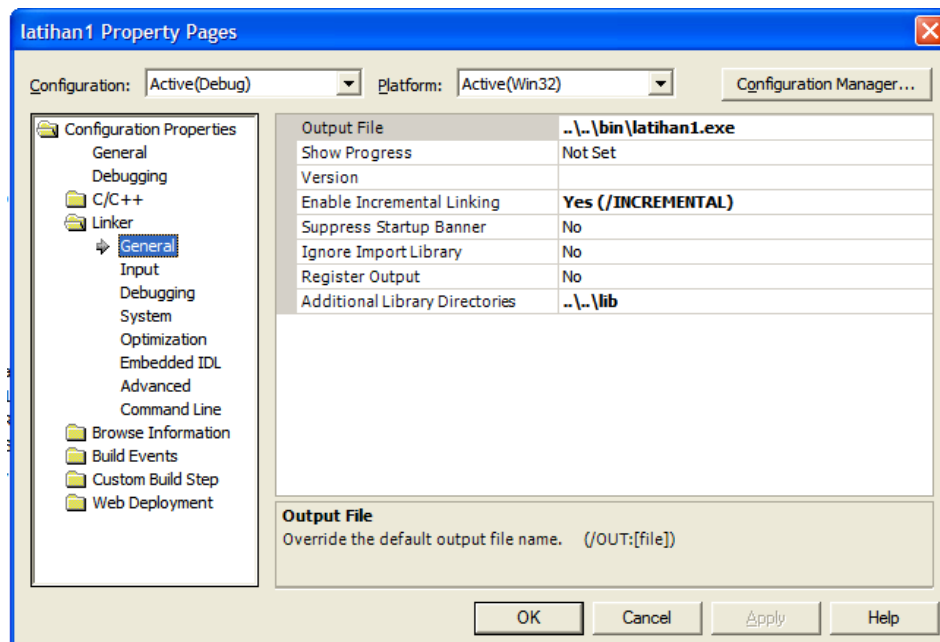 latihan1 Property Pages
Configuration: Active(Debug) Platform: Active(Win32) Configuration Manager...
Configuration Properties
General
Debugging
C/C++
Linker
General
Input
Debugging
System
Optimization
Embedded IDL
Advanced
Command Line
Browse Information
Build Events
Custom Build Step
Web Deployment
Output File ..\..\bin\latihan1.exe
Show Progress Not Set
Version
Enable Incremental Linking Yes (/INCREMENTAL)
Suppress Startup Banner No
Ignore Import Library No
Register Output No
Additional Library Directories ..\..\lib
Output File
Override the default output file name. (/OUT:[file])
OK Cancel Apply Help